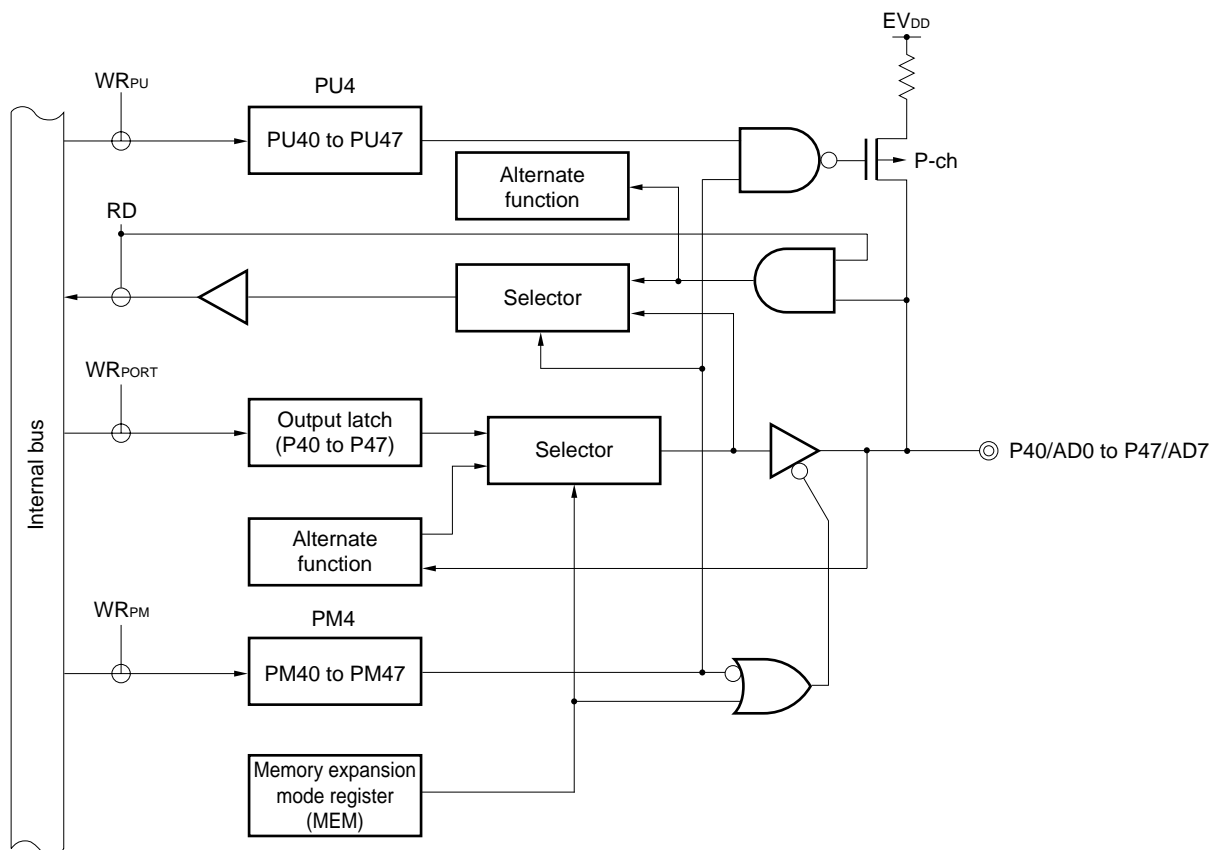 EVDD
WRPU
PU4
PU40 to PU47
P-ch
Alternate
function
RD
Selector
WRPORT
Output latch
(P40 to P47)
Selector
P40/AD0 to P47/AD7
Internal bus
Alternate
function
WRPM
PM4
PM40 to PM47
Memory expansion
mode register
(MEM)